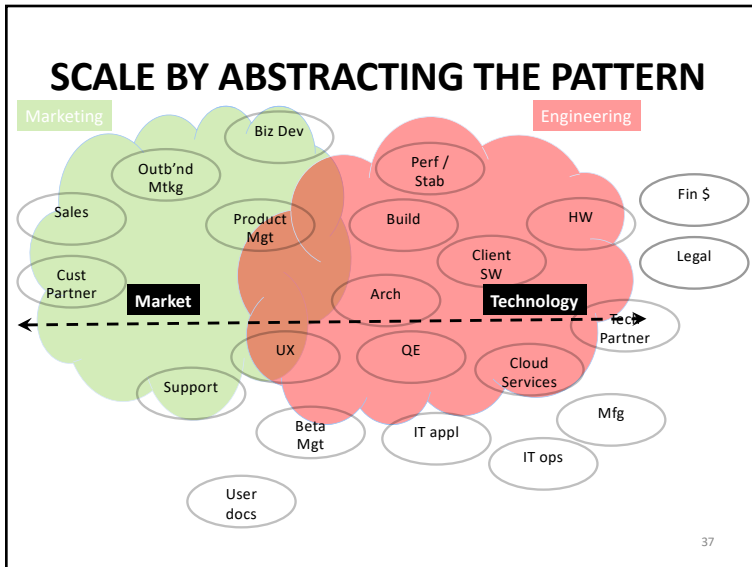 SCALE BY ABSTRACTING THE PATTERN
Marketing
Engineering
Biz Dev
Outb'nd
Mtkg
Perf /
Stab
Fin $
Sales
Product
Mgt
Build
HW
Client
SW
Legal
Cust
Partner
Market
Arch
Technology
Tech
Partner
UX
QE
Cloud
Services
Support
Beta
Mgt
IT appl
Mfg
IT ops
User
docs
37